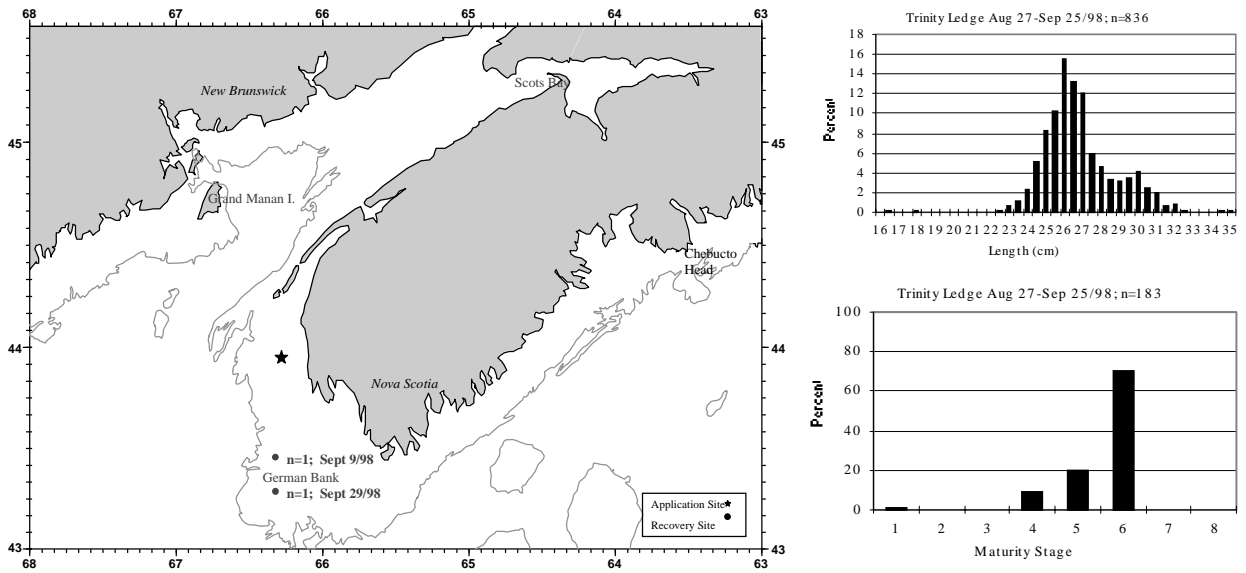 68 67 66 65 64 63
New Brunswick
Scots Bay
45
45
Grand Manan I.
Chebucto
Head
44
44
Nova Scotia
n=1; Sept 9/98
German Bank
n=1; Sept 29/98
Application Site
Recovery Site
43
43
68 67 66 65 64 63
Trinity Ledge Aug 27-Sep 25/98; n=836
18
16
14
12
10
8
6
4
2
0
Percent
16 17 18 19 20 21 22 23 24 25 26 27 28 29 30 31 32 33 34 35
Length (cm)
Trinity Ledge Aug 27-Sep 25/98; n=183
100
80
60
40
20
0
Percent
1 2 3 4 5 6 7 8
Maturity Stage